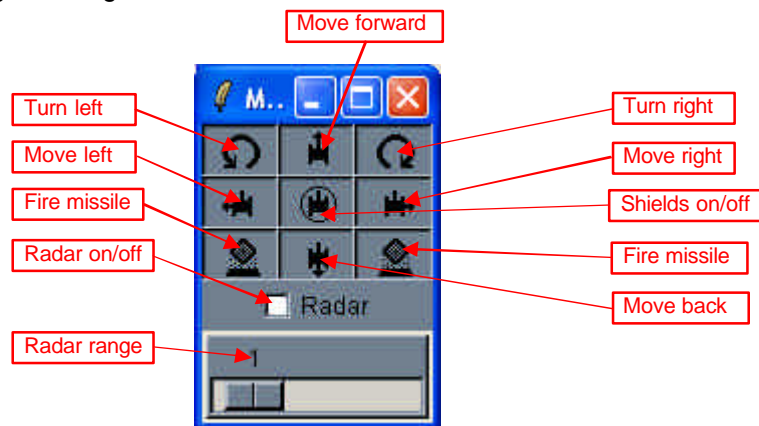 Move forward
M..
Turn left
Turn right
Move left
Move right
Fire missile
Shields on/off
Radar on/off
Fire missile
Radar
Move back
Radar range
1